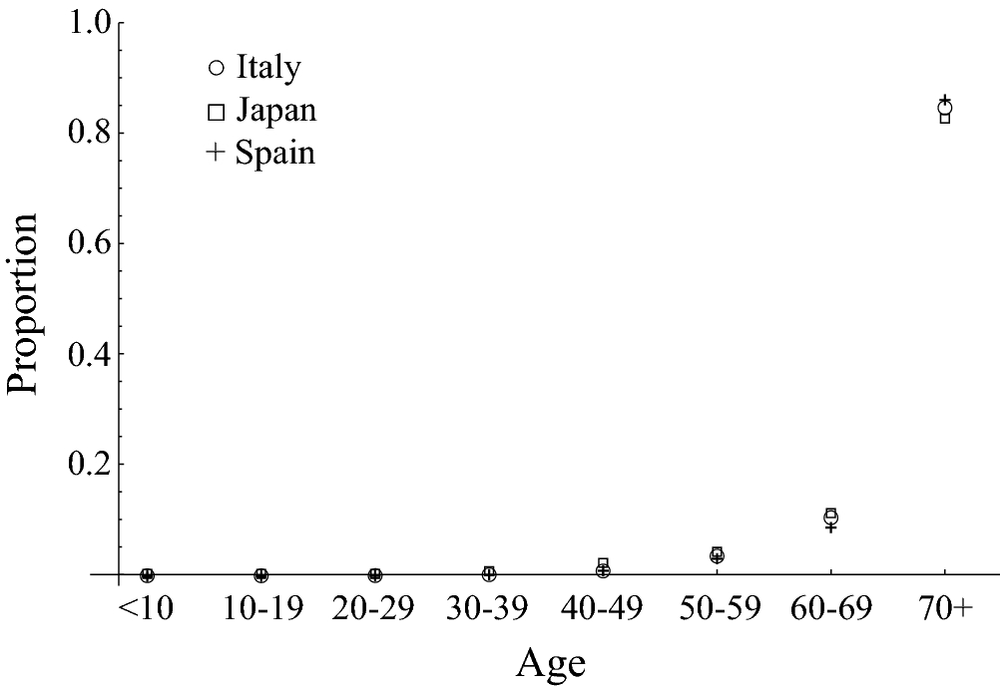 1.0
○ Italy
□ Japan
+ Spain
0.8
0.6
0.4
0.2
Proportion
<10 10-19 20-29 30-39 40-49 50-59 60-69 70+
Age